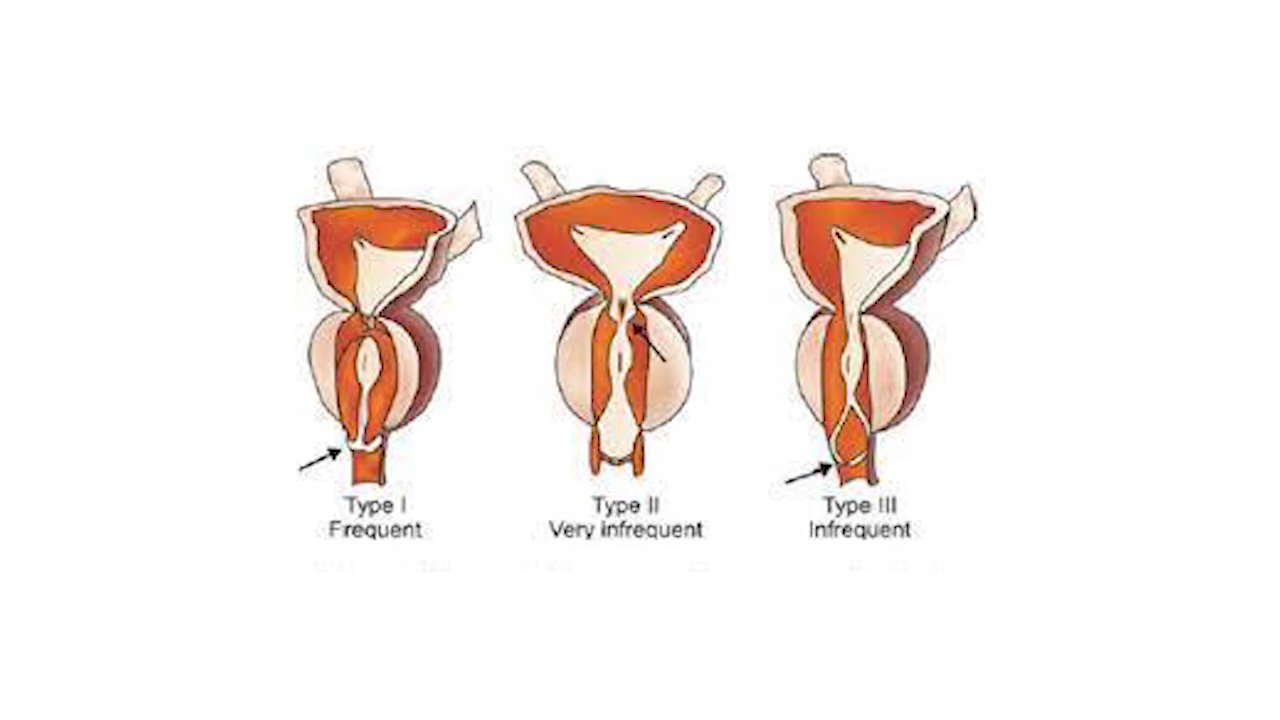 Type I
Frequent
Type II
Very infrequent
Type III
Infrequent